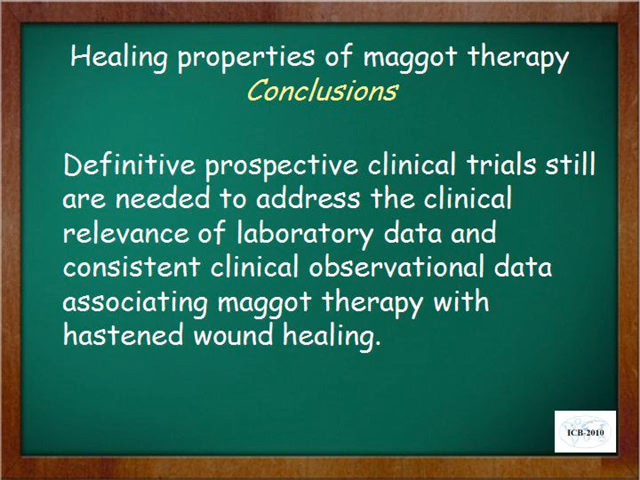 Healing properties of maggot therapy
Conclusions
Definitive prospective clinical trials still
are needed to address the clinical
relevance of laboratory data and
consistent clinical observational data
associating maggot therapy with
hastened wound healing.
ICB-2010